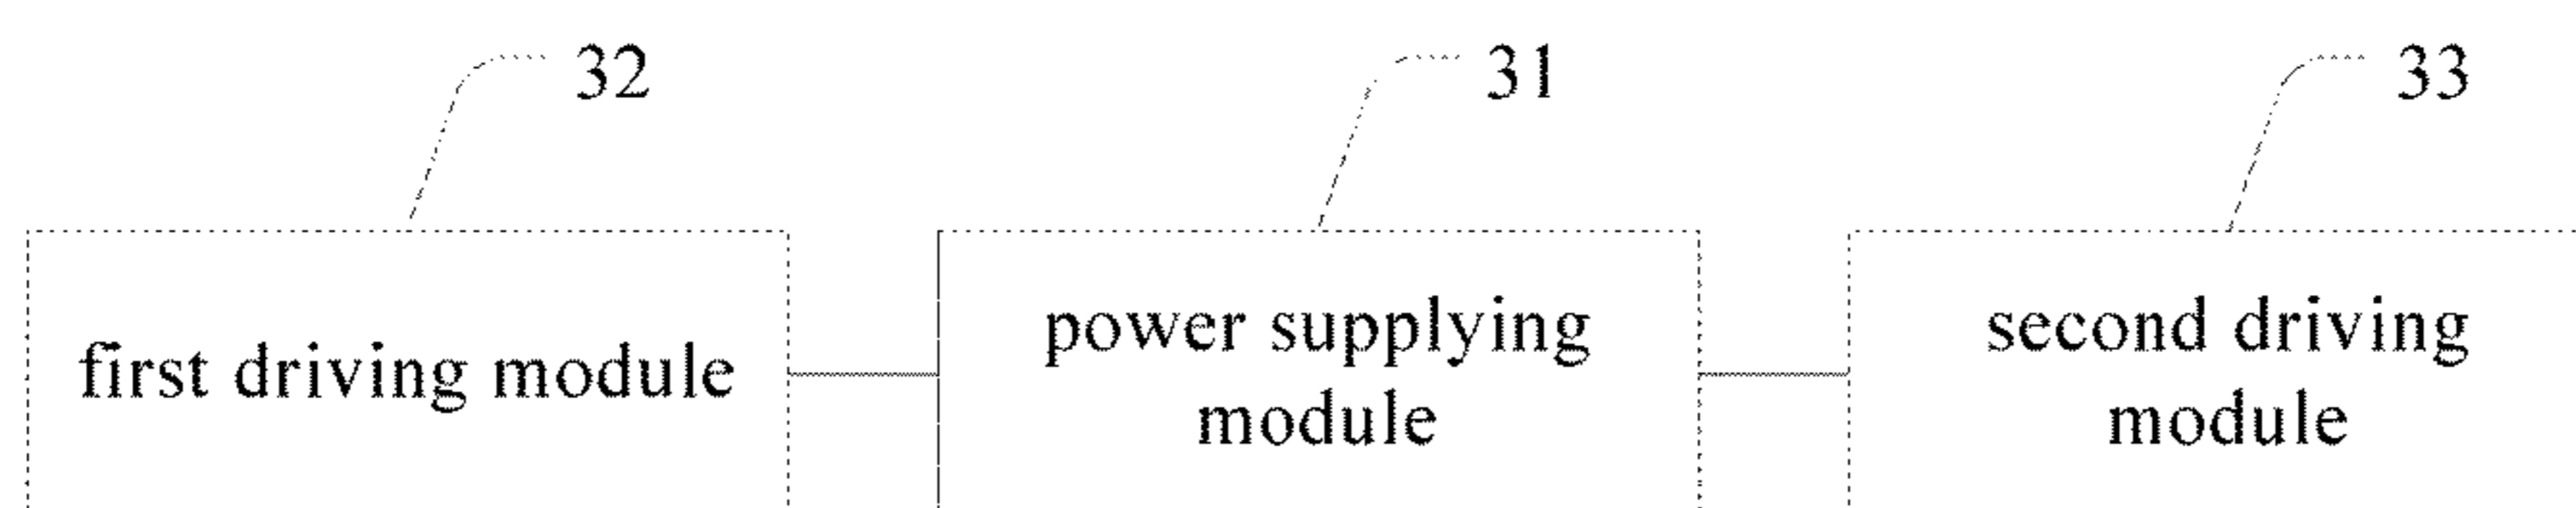 32
31
33
first driving module
power supplying
module
second driving
module